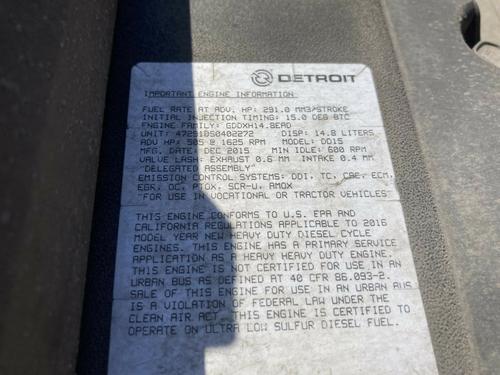 DETROIT
IMPORTANT ENGINE INFORMATION
FUEL RATE AT ADV. HP: 291.0 MM3/STROKE
INITIAL INJECTION TIMING: 15.0 DEG BTC
ENGINE FAMILY: GDDXH14.8EAD
UNIT: 472910S0402272 DISP: 14.8 LITERS
ADV HP: 505 @ 1625 RPM MODEL: DD15
MFG. DATE: DEC 2015 MIN IDLE: 600 RPM
VALVE LASH: EXHAUST 0.6 MM INTAKE 0.4 MM
"DELEGATED ASSEMBLY"
EMISSION CONTROL SYSTEMS: DDI, TC, CAC, ECM,
EGR, OC, PTOX, SCR-U, AMOX
"FOR USE IN VOCATIONAL OR TRACTOR VEHICLES"
THIS ENGINE CONFORMS TO U.S. EPA AND
CALIFORNIA REGULATIONS APPLICABLE TO 2016
MODEL YEAR NEW HEAVY DUTY DIESEL CYCLE
ENGINES. THIS ENGINE HAS A PRIMARY SERVICE
APPLICATION AS A HEAVY HEAVY DUTY ENGINE.
THIS ENGINE IS NOT CERTIFIED FOR USE IN AN
URBAN BUS AS DEFINED AT 40 CFR 86.093-2.
SALE OF THIS ENGINE FOR USE IN AN URBAN BUS
IS A VIOLATION OF FEDERAL LAW UNDER THE
CLEAN AIR ACT. THIS ENGINE IS CERTIFIED TO
OPERATE ON ULTRA LOW SULFUR DIESEL FUEL.